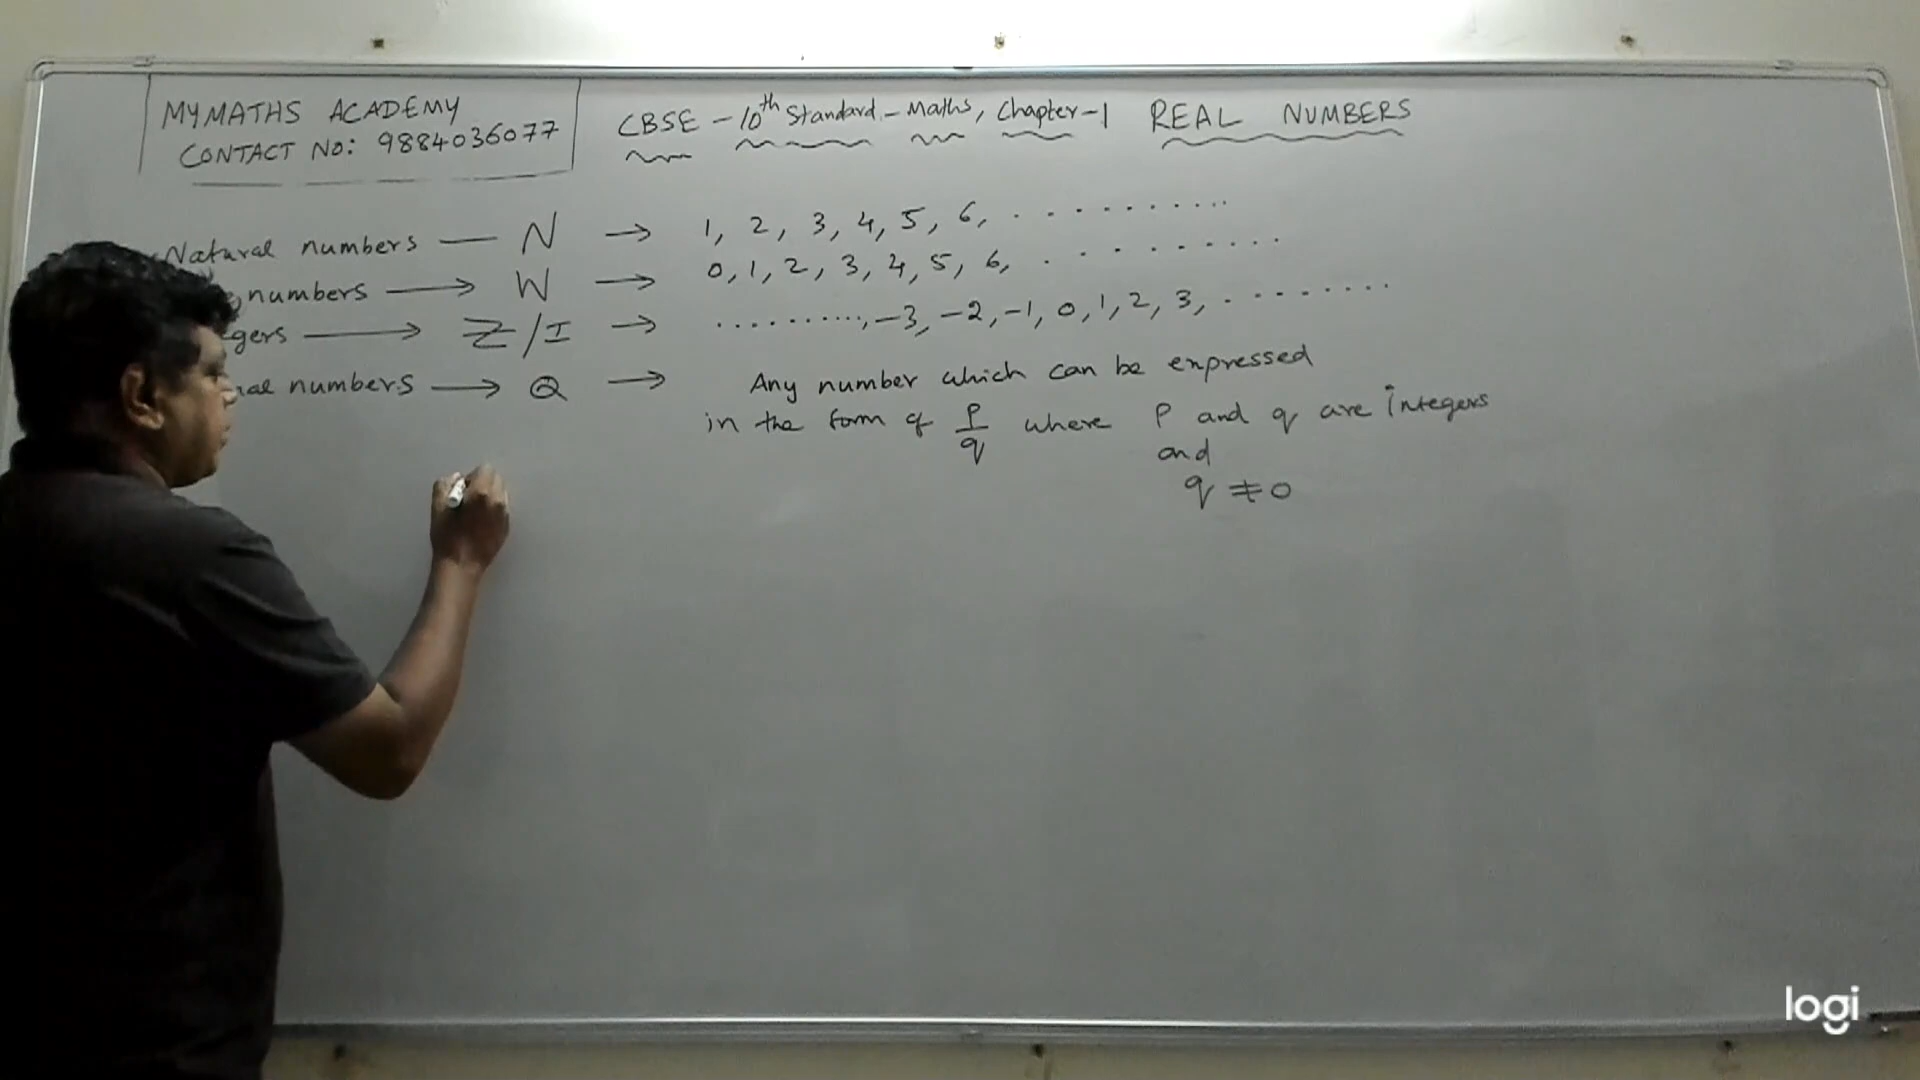 MYMATHS ACADEMY
CONTACT NO: 9884036077
CBSE - 10th Standard - Maths, Chapter-1 REAL NUMBERS
Natural numbers — N → 1, 2, 3, 4, 5, 6, ...........
numbers → W → 0, 1, 2, 3, 4, 5, 6, ........
gers → Z/I → .........., -3, -2, -1, 0, 1, 2, 3, .........
nal numbers → Q → Any number which can be expressed
in the form of P/q where P and q are integers
and
q ≠ 0
logi